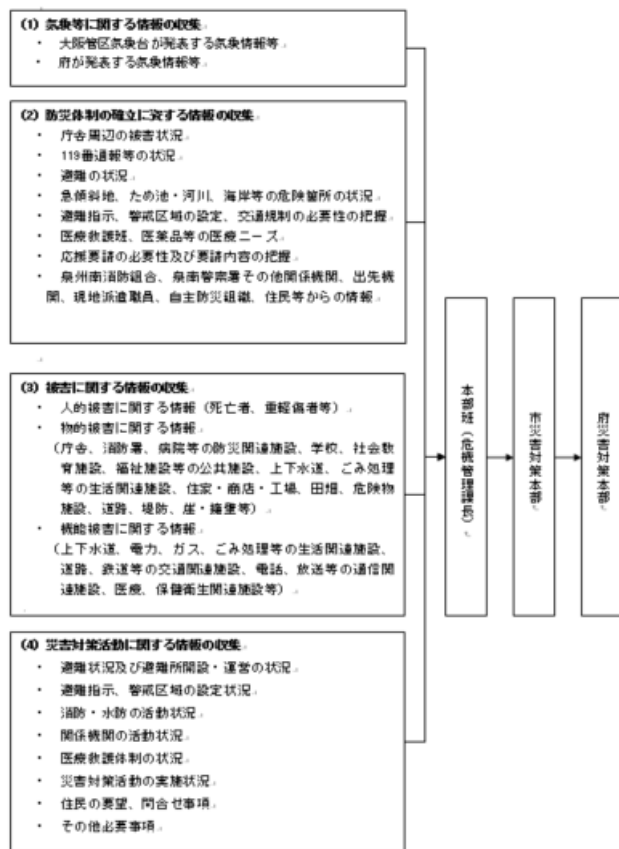 (1) 気象等に関する情報の収集
・ 大阪管区気象台が発表する気象情報等
・ 府が発表する気象情報等
(2) 防災体制の確立に資する情報の収集
・ 庁舎周辺の被害状況
・ 119番通報等の状況
・ 避難の状況
・ 急傾斜地、ため池・河川、海岸等の危険箇所の状況
・ 避難指示、警戒区域の設定、交通規制の必要性の把握
・ 医療救護班、医薬品等の医療ニーズ
・ 応援要請の必要性及び要請内容の把握
・ 泉州南消防組合、泉南警察署その他関係機関、出先機
関、現地派遣職員、自主防災組織、住民等からの情報
(3) 被害に関する情報の収集
・ 人的被害に関する情報（死亡者、重軽傷者等）
・ 物的被害に関する情報
（庁舎、消防署、病院等の防災関連施設、学校、社会教
育施設、福祉施設等の公共施設、上下水道、ごみ処理
等の生活関連施設、住家・商店・工場、田畑、危険物
施設、道路、堤防、崖・擁壁等）
・ 機能被害に関する情報
（上下水道、電力、ガス、ごみ処理等の生活関連施設、
道路、鉄道等の交通関連施設、電話、放送等の通信関
連施設、医療、保健衛生関連施設等）
(4) 災害対策活動に関する情報の収集
・ 避難状況及び避難所開設・運営の状況
・ 避難指示、警戒区域の設定状況
・ 消防・水防の活動状況
・ 関係機関の活動状況
・ 医療救護体制の状況
・ 災害対策活動の実施状況
・ 住民の要望、問合せ事項
・ その他必要事項
本部班（危機管理課長）
市災害対策本部
府災害対策本部